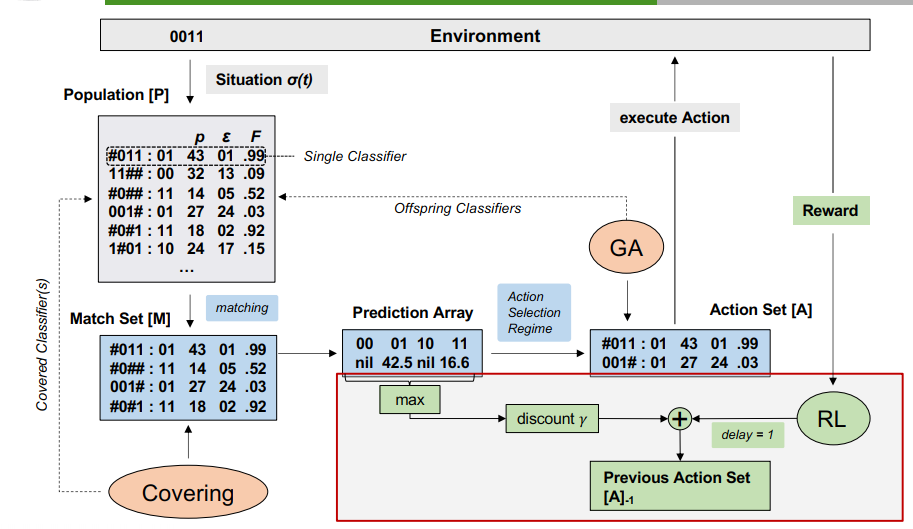 0011
Environment
Situation σ(t)
Population [P]
p ε F
#011 : 01 43 01 .99
11## : 00 32 13 .09
#0## : 11 14 05 .52
001# : 01 27 24 .03
#0#1 : 11 18 02 .92
1#01 : 10 24 17 .15
...
Single Classifier
Offspring Classifiers
execute Action
Reward
GA
matching
Match Set [M]
#011 : 01 43 01 .99
#0## : 11 14 05 .52
001# : 01 27 24 .03
#0#1 : 11 18 02 .92
Covered Classifier(s)
Covering
Prediction Array
00 01 10 11
nil 42.5 nil 16.6
Action
Selection
Regime
Action Set [A]
#011 : 01 43 01 .99
001# : 01 27 24 .03
max
discount γ
+
delay = 1
RL
Previous Action Set
[A]-1